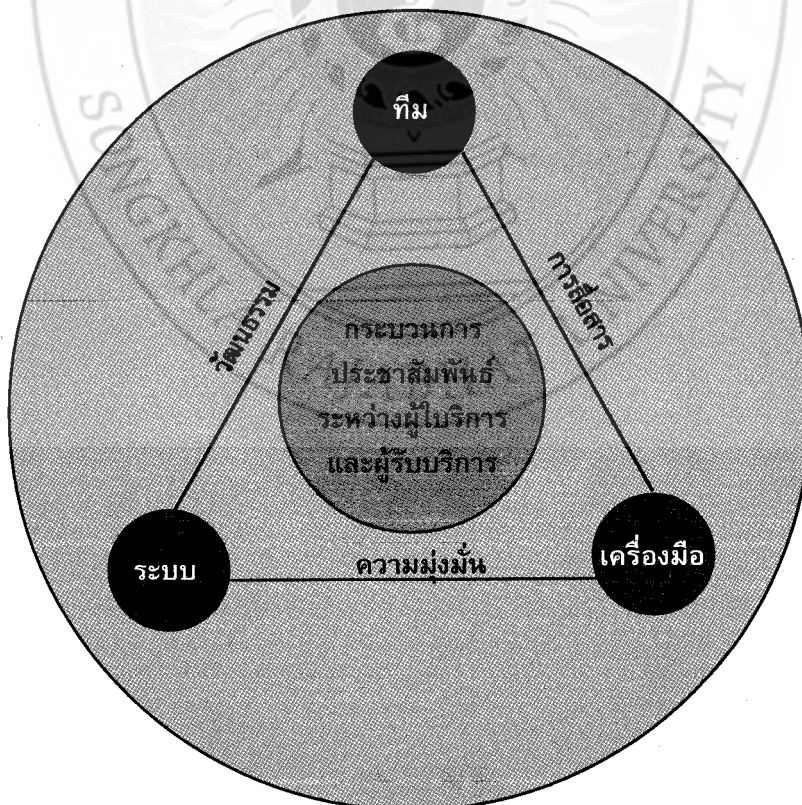 ทีม
วัฒนธรรม
การสื่อสาร
กระบวนการ
ประชาสัมพันธ์
ระหว่างผู้ใบริการ
และผู้รับบริการ
ระบบ
ความมุ่งมั่น
เครื่องมือ
SONGKHLA
UNIVERSITY